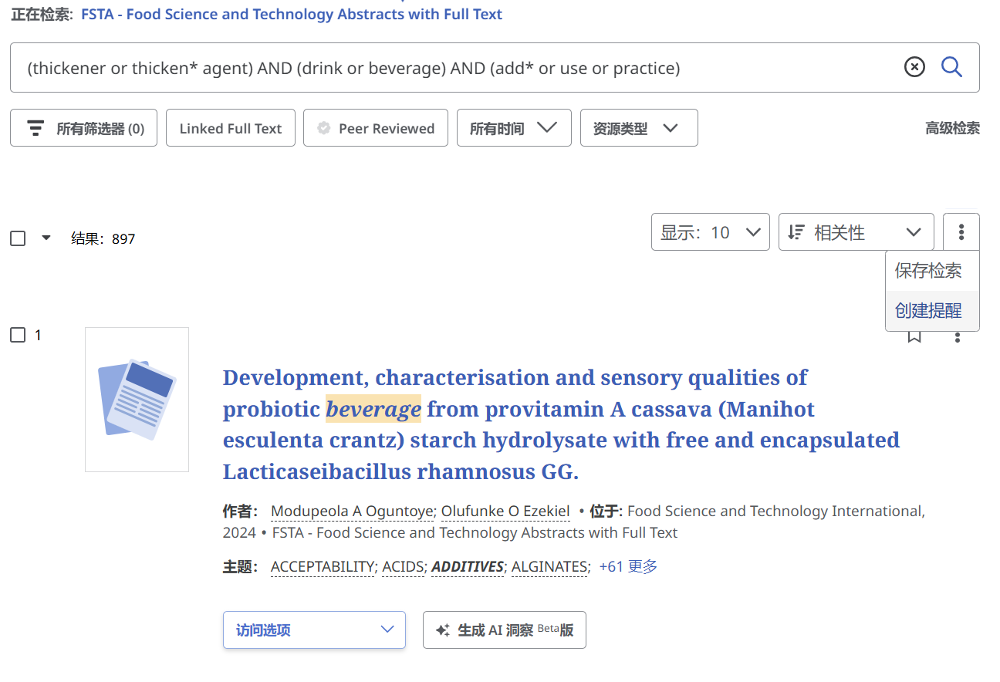 正在检索: FSTA - Food Science and Technology Abstracts with Full Text
(thickener or thicken* agent) AND (drink or beverage) AND (add* or use or practice)
所有筛选器 (0) Linked Full Text Peer Reviewed 所有时间 资源类型 高级检索
结果：897 显示：10 相关性
保存检索
创建提醒
1
Development, characterisation and sensory qualities of
probiotic beverage from provitamin A cassava (Manihot
esculenta crantz) starch hydrolysate with free and encapsulated
Lacticaseibacillus rhamnosus GG.
作者： Modupeola A Oguntoye; Olufunke O Ezekiel • 位于: Food Science and Technology International,
2024 • FSTA - Food Science and Technology Abstracts with Full Text
主题： ACCEPTABILITY; ACIDS; ADDITIVES; ALGINATES; +61 更多
访问选项 生成 AI 洞察 Beta版